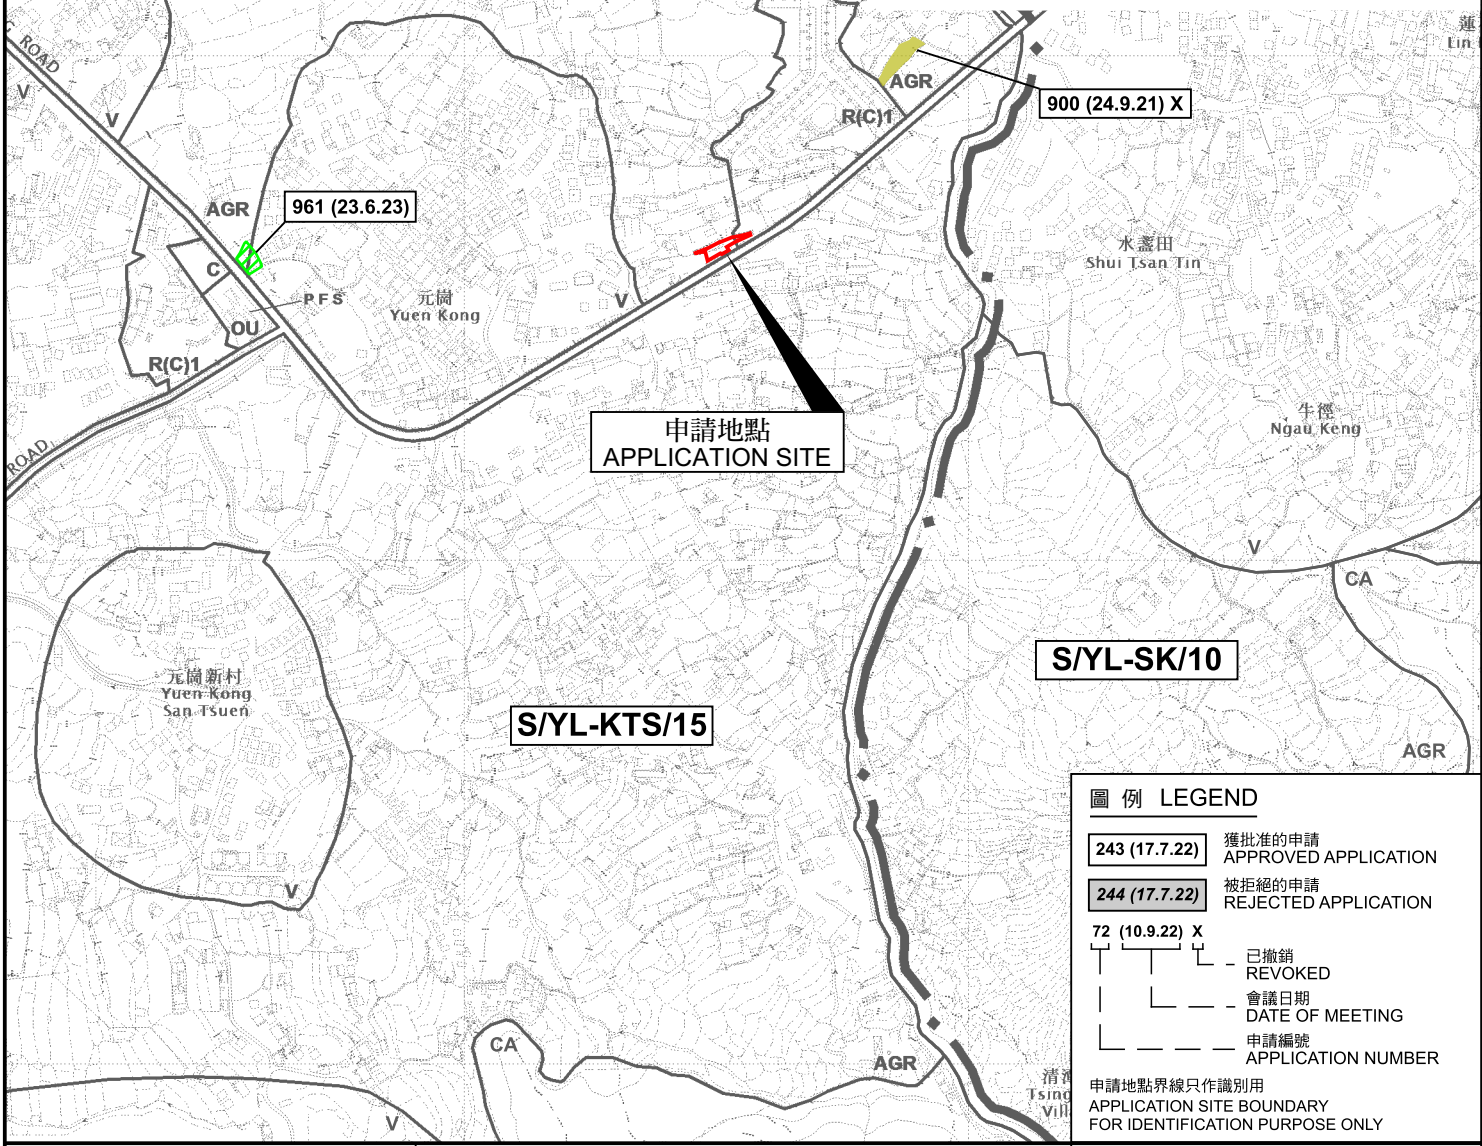 ROAD
V
V
AGR
961 (23.6.23)
C
V
PFS
OU
R(C)1
元崗
Yuen Kong
V
ROAD
AGR
R(C)1
900 (24.9.21) X
蓮
Lin
水盞田
Shui Tsan Tin
申請地點
APPLICATION SITE
牛徑
Ngau Keng
V
CA
S/YL-SK/10
元崗新村
Yuen Kong
San Tsuen
S/YL-KTS/15
AGR
V
CA
AGR
V
Tsing
Vill
圖 例 LEGEND
243 (17.7.22)
獲批准的申請
APPROVED APPLICATION
244 (17.7.22)
被拒絕的申請
REJECTED APPLICATION
72 (10.9.22) X
已撤銷
REVOKED
會議日期
DATE OF MEETING
申請編號
APPLICATION NUMBER
申請地點界線只作識別用
APPLICATION SITE BOUNDARY
FOR IDENTIFICATION PURPOSE ONLY